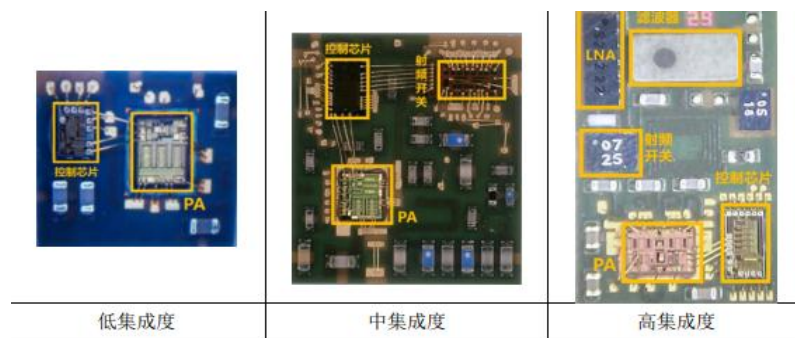 控制芯片
PA
低集成度
控制芯片
射频开关
PA
中集成度
滤波器
29
LNA
05
18
07
25
射频
开关
控制芯片
PA
高集成度